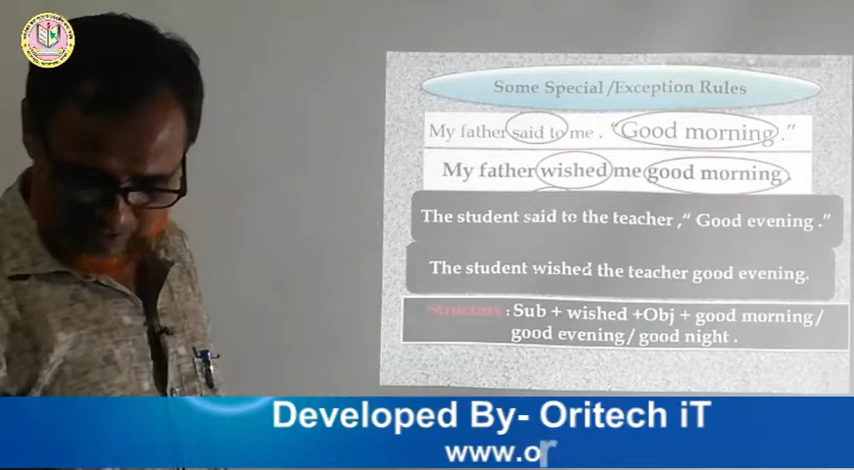 Some Special /Exception Rules
My father said to me . “Good morning .”
My father wished me good morning .
The student said to the teacher ,“ Good evening .”
The student wished the teacher good evening.
Structure : Sub + wished +Obj + good morning/
good evening/ good night .
Developed By- Oritech iT
www.or